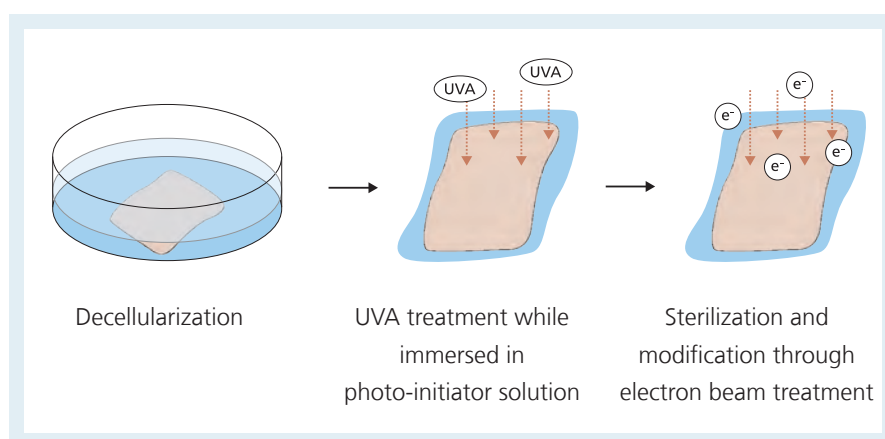 UVA
UVA
e⁻
e⁻
e⁻
e⁻
Decellularization
UVA treatment while
immersed in
photo-initiator solution
Sterilization and
modification through
electron beam treatment